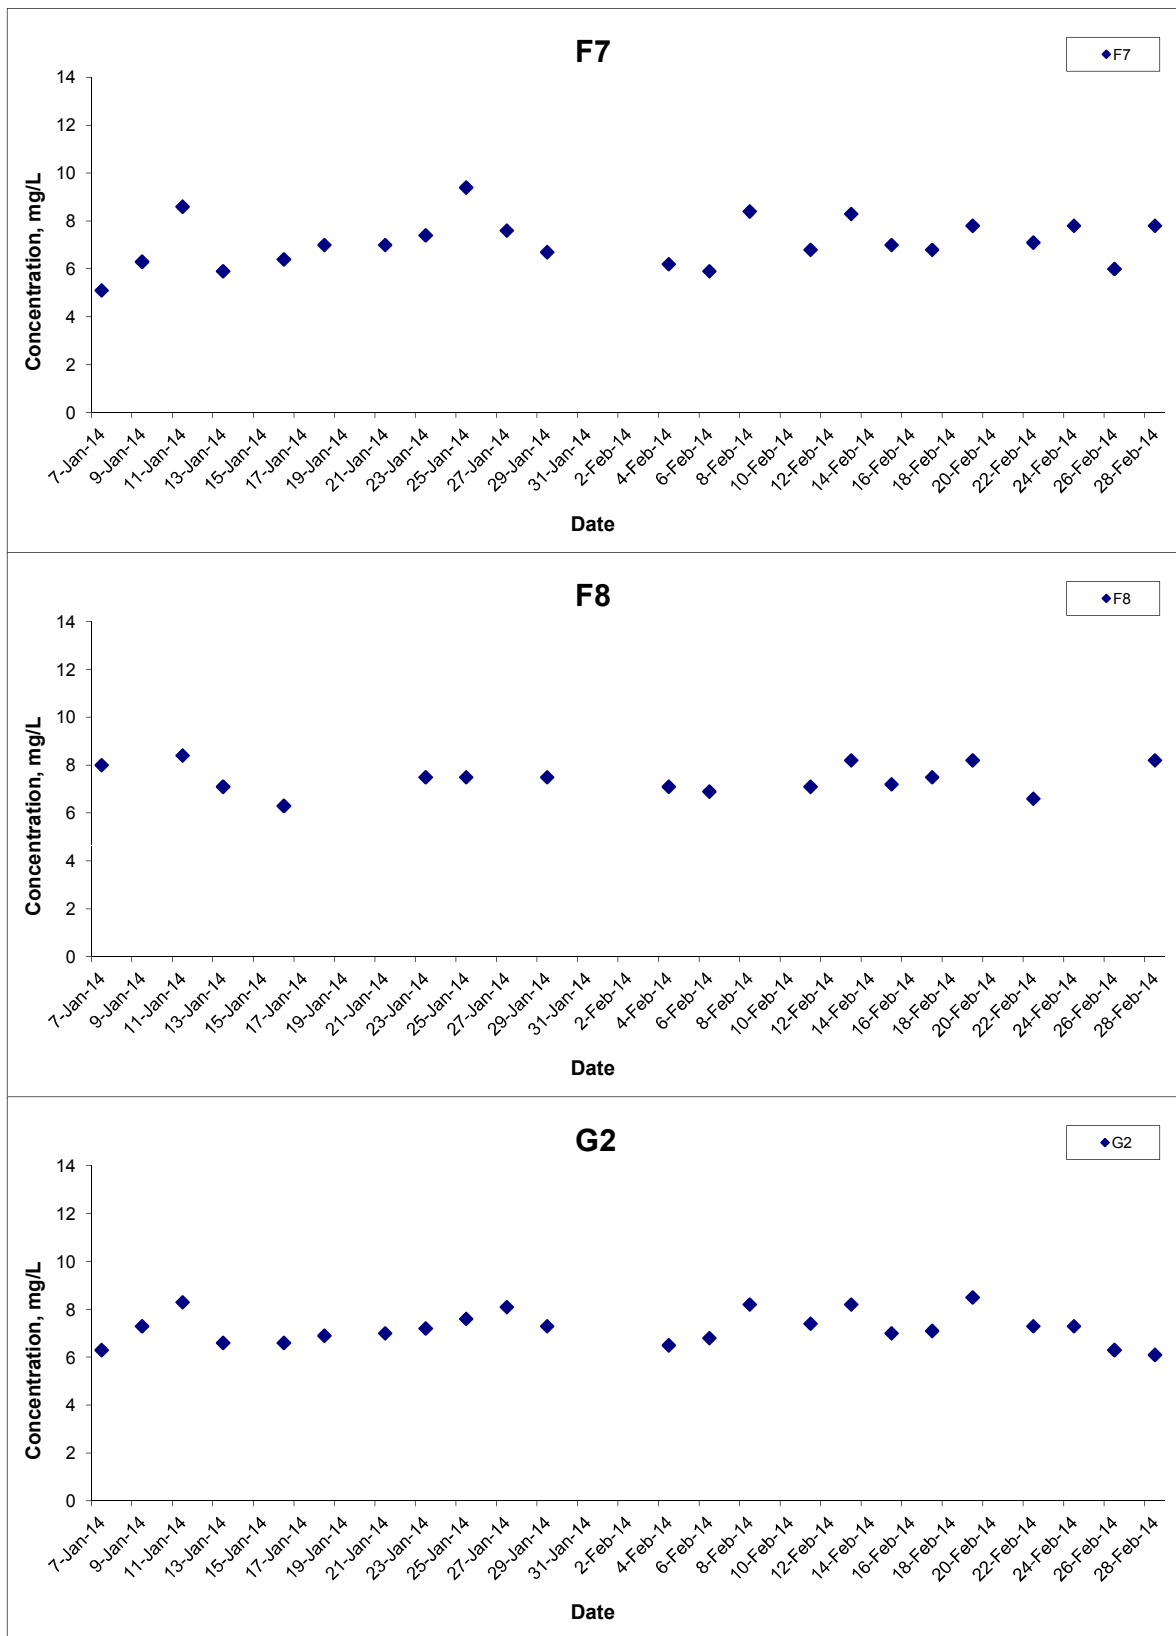 F7
F7
14
12
10
8
6
4
2
0
Concentration, mg/L
7-Jan-14
9-Jan-14
11-Jan-14
13-Jan-14
15-Jan-14
17-Jan-14
19-Jan-14
21-Jan-14
23-Jan-14
25-Jan-14
27-Jan-14
29-Jan-14
31-Jan-14
2-Feb-14
4-Feb-14
6-Feb-14
8-Feb-14
10-Feb-14
12-Feb-14
14-Feb-14
16-Feb-14
18-Feb-14
20-Feb-14
22-Feb-14
24-Feb-14
26-Feb-14
28-Feb-14
Date
F8
F8
14
12
10
8
6
4
2
0
Concentration, mg/L
7-Jan-14
9-Jan-14
11-Jan-14
13-Jan-14
15-Jan-14
17-Jan-14
19-Jan-14
21-Jan-14
23-Jan-14
25-Jan-14
27-Jan-14
29-Jan-14
31-Jan-14
2-Feb-14
4-Feb-14
6-Feb-14
8-Feb-14
10-Feb-14
12-Feb-14
14-Feb-14
16-Feb-14
18-Feb-14
20-Feb-14
22-Feb-14
24-Feb-14
26-Feb-14
28-Feb-14
Date
G2
G2
14
12
10
8
6
4
2
0
Concentration, mg/L
7-Jan-14
9-Jan-14
11-Jan-14
13-Jan-14
15-Jan-14
17-Jan-14
19-Jan-14
21-Jan-14
23-Jan-14
25-Jan-14
27-Jan-14
29-Jan-14
31-Jan-14
2-Feb-14
4-Feb-14
6-Feb-14
8-Feb-14
10-Feb-14
12-Feb-14
14-Feb-14
16-Feb-14
18-Feb-14
20-Feb-14
22-Feb-14
24-Feb-14
26-Feb-14
28-Feb-14
Date